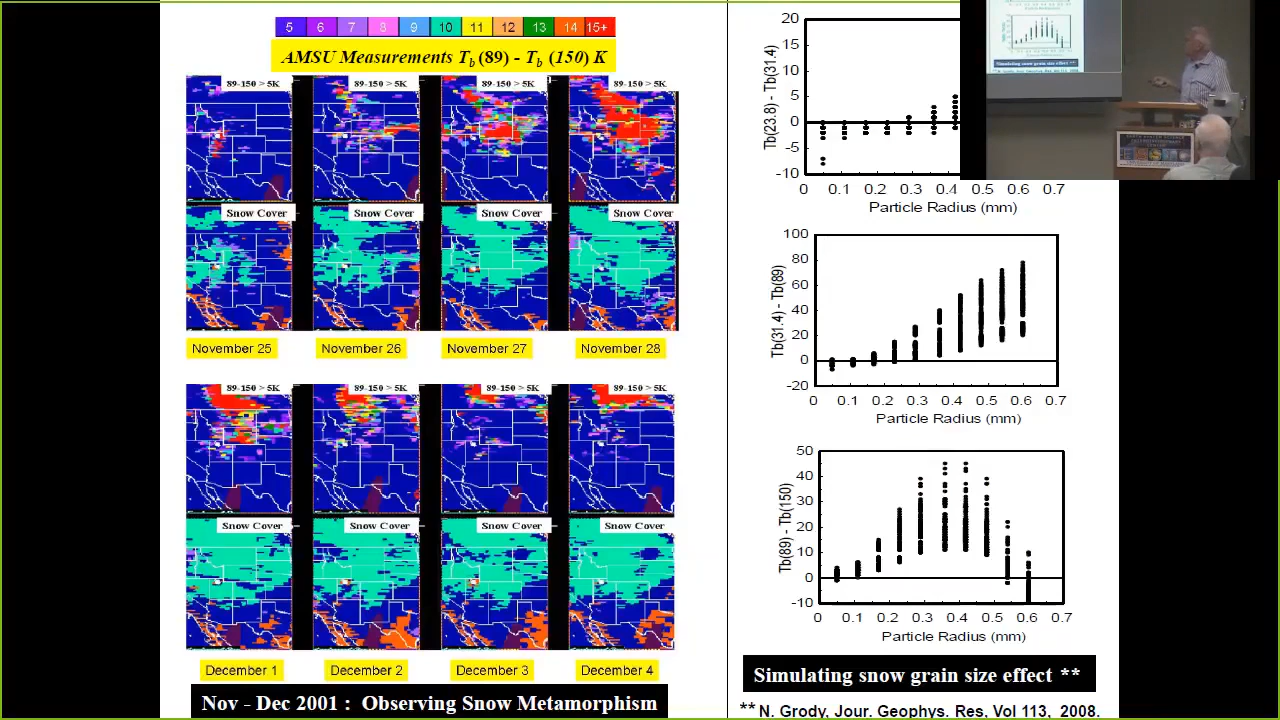 5 6 7 8 9 10 11 12 13 14 15+
AMSU Measurements Tb (89) - Tb (150) K
89-150 > 5K 89-150 > 5K 89-150 > 5K 89-150 > 5K
Snow Cover Snow Cover Snow Cover Snow Cover
November 25 November 26 November 27 November 28
89-150 > 5K 89-150 > 5K 89-150 > 5K 89-150 > 5K
Snow Cover Snow Cover Snow Cover Snow Cover
December 1 December 2 December 3 December 4
Nov - Dec 2001 : Observing Snow Metamorphism
Tb(23.8) - Tb(31.4)
20
15
10
5
0
-5
-10
0 0.1 0.2 0.3 0.4 0.5 0.6 0.7
Particle Radius (mm)
Tb(31.4) - Tb(89)
100
80
60
40
20
0
-20
0 0.1 0.2 0.3 0.4 0.5 0.6 0.7
Particle Radius (mm)
Tb(89) - Tb(150)
50
40
30
20
10
0
-10
0 0.1 0.2 0.3 0.4 0.5 0.6 0.7
Particle Radius (mm)
Simulating snow grain size effect **
** N. Grody, Jour. Geophys. Res, Vol 113, 2008.
Simulating snow grain size effect **